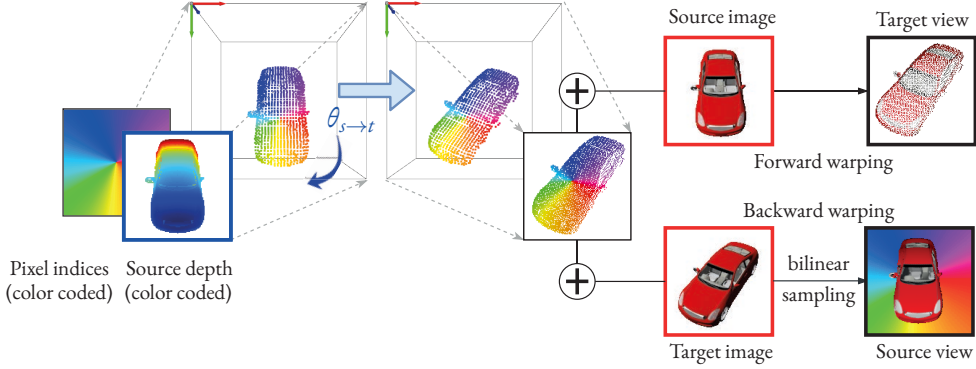 Source image
Target view
θs→t
Forward warping
Backward warping
Pixel indices
(color coded)
Source depth
(color coded)
bilinear
sampling
Target image
Source view